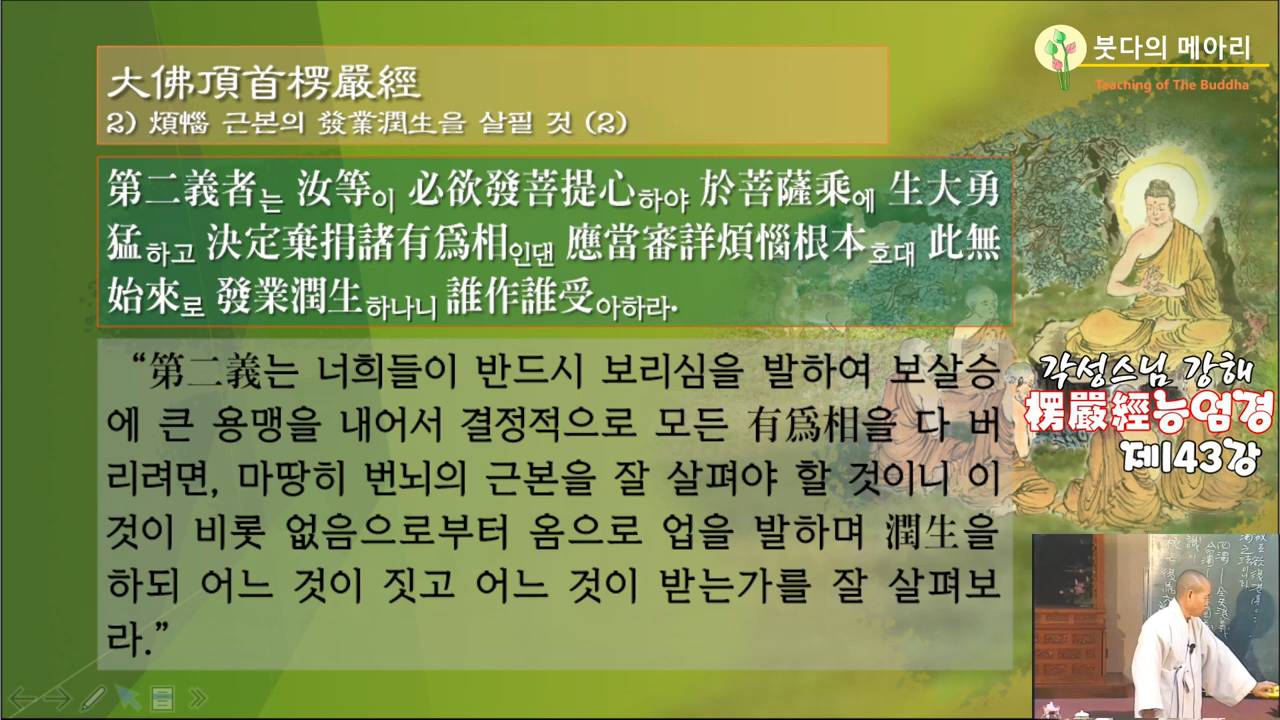 大佛頂首楞嚴經
2) 煩惱 근본의 發業潤生을 살필 것 (2)
第二義者는 汝等이 必欲發菩提心하야 於菩薩乘에 生大勇
猛하고 決定棄捐諸有爲相인댄 應當審詳煩惱根本호대 此無
始來로 發業潤生하나니 誰作誰受아하라.
“第二義는 너희들이 반드시 보리심을 발하여 보살승
에 큰 용맹을 내어서 결정적으로 모든 有爲相을 다 버
리려면, 마땅히 번뇌의 근본을 잘 살펴야 할 것이니 이
것이 비롯 없음으로부터 옴으로 업을 발하며 潤生을
하되 어느 것이 짓고 어느 것이 받는가를 잘 살펴보
라.”
붓다의 메아리
Teaching of The Buddha
각성스님 강해
楞嚴經능엄경
제143강